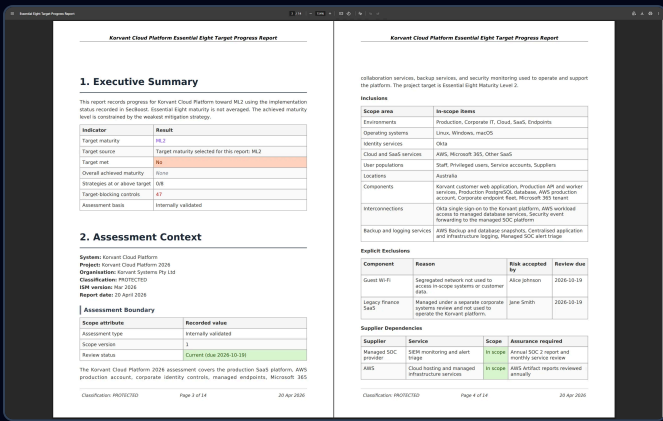 Essential Eight Target Progress Report
Korvant Cloud Platform Essential Eight Target Progress Report
1. Executive Summary
This report records progress for Korvant Cloud Platform toward ML2 using the implementation
status recorded in SecBoost. Essential Eight maturity is not averaged. The achieved maturity
level is constrained by the weakest mitigation strategy.
Indicator Result
Target maturity ML2
Target source Target maturity selected for this report: ML2
Target met No
Overall achieved maturity None
Strategies at or above target 0/8
Target-blocking controls 47
Assessment basis Internally validated
2. Assessment Context
System: Korvant Cloud Platform
Project: Korvant Cloud Platform 2026
Organisation: Korvant Systems Pty Ltd
Classification: PROTECTED
ISM version: Mar 2026
Report date: 20 April 2026
Assessment Boundary
Scope attribute Recorded value
Assessment type Internally validated
Scope version 1
Review status Current (due 2026-10-19)
The Korvant Cloud Platform 2026 assessment covers the production SaaS platform, AWS
production account, corporate identity controls, managed endpoints, Microsoft 365
Classification: PROTECTED Page 3 of 14 20 Apr 2026
Korvant Cloud Platform Essential Eight Target Progress Report
collaboration services, backup services, and security monitoring used to operate and support
the platform. The project target is Essential Eight Maturity Level 2.
Inclusions
Scope area In-scope items
Environments Production, Corporate IT, Cloud, SaaS, Endpoints
Operating systems Linux, Windows, macOS
Identity services Okta
Cloud and SaaS services AWS, Microsoft 365, Other SaaS
User populations Staff, Privileged users, Service accounts, Suppliers
Locations Australia
Components Korvant customer web application, Production API and worker
services, Production PostgreSQL database, AWS production
account, Corporate endpoint fleet, Microsoft 365 tenant
Interconnections Okta single sign-on to the Korvant platform, AWS workload
access to managed database services, Security event
forwarding to the managed SOC platform
Backup and logging services AWS Backup and database snapshots, Centralised application
and infrastructure logging, Managed SOC alert triage
Explicit Exclusions
Component Reason Risk accepted by Review due
Guest Wi-Fi Segregated network not used to
access in-scope systems or customer
data. Alice Johnson 2026-10-19
Legacy finance
SaaS Managed under a separate corporate
systems review and not used to
operate the Korvant platform. Jane Smith 2026-10-19
Supplier Dependencies
Supplier Service Scope Assurance required
Managed SOC
provider SIEM monitoring and alert
triage In scope Annual SOC 2 report and
monthly service review
AWS Cloud hosting and managed
infrastructure services In scope AWS Artifact reports reviewed
annually
Classification: PROTECTED Page 4 of 14 20 Apr 2026